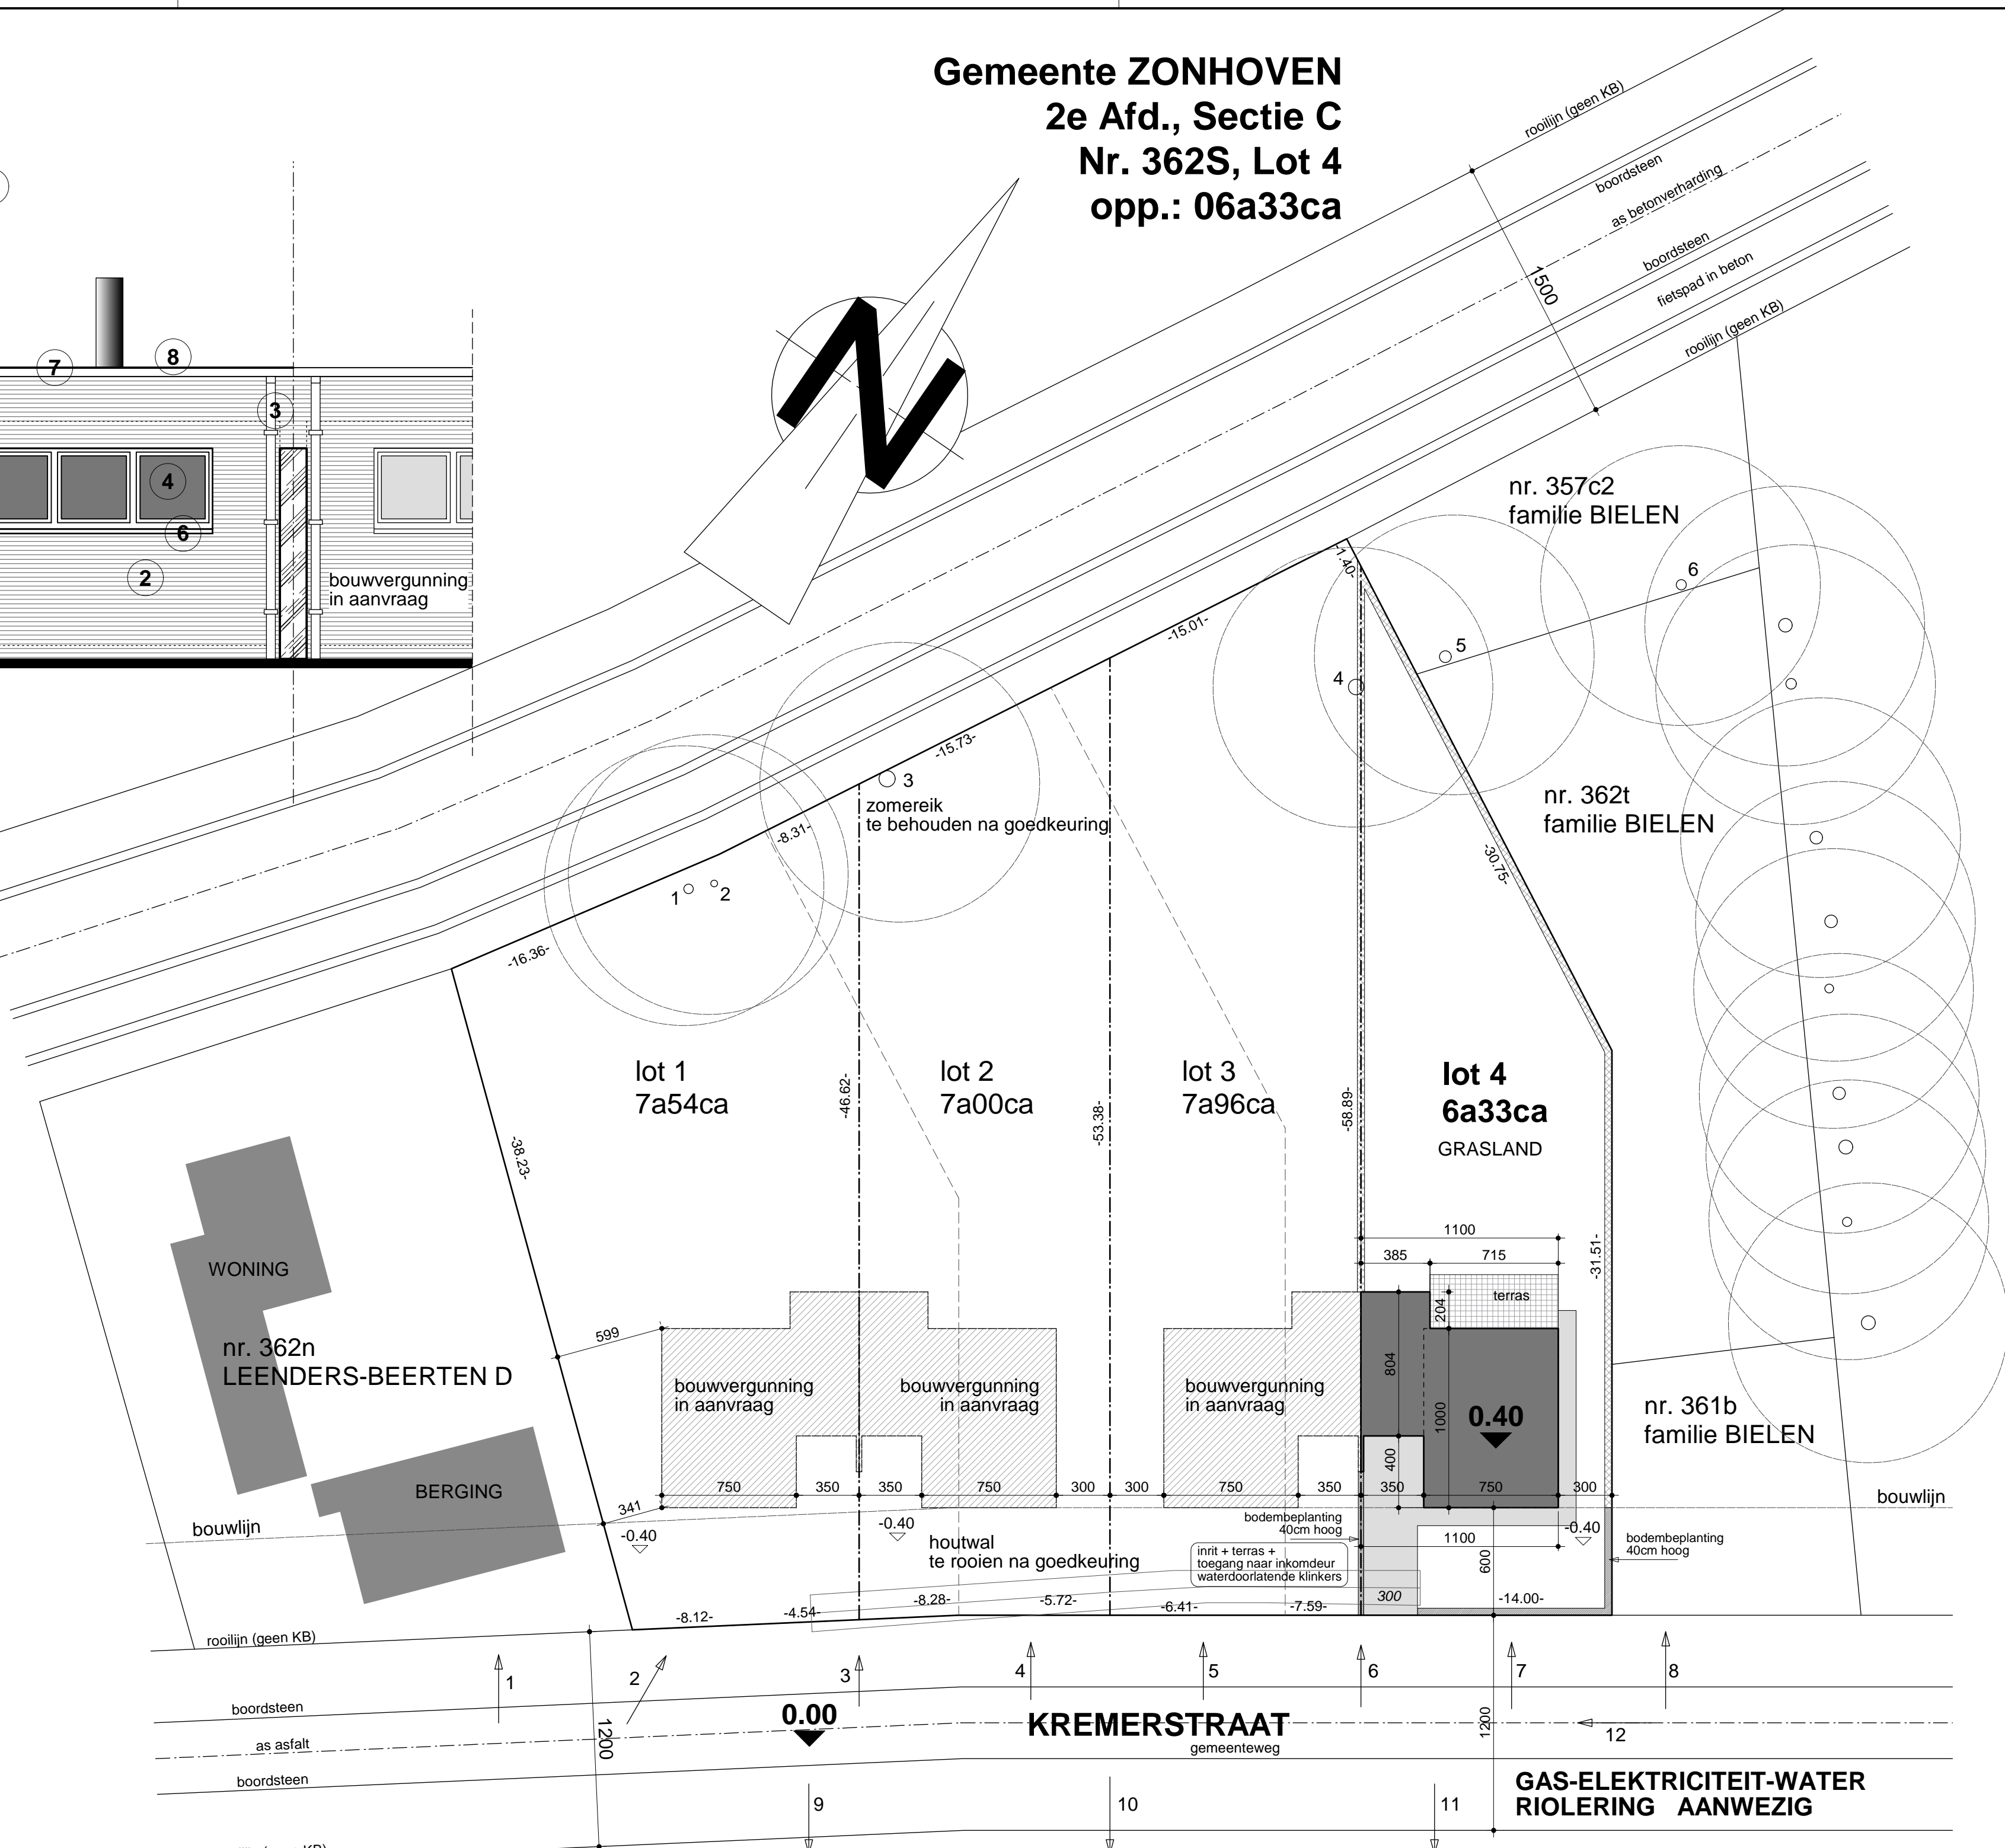 Gemeente ZONHOVEN
2e Afd., Sectie C
Nr. 362S, Lot 4
opp.: 06a33ca
rooilijn (geen KB)
boordsteen
as betonverharding
boordsteen
fietspad in beton
rooilijn (geen KB)
1500
N
7
8
3
4
6
2
bouwvergunning
in aanvraag
nr. 357c2
familie BIELEN
6
5
4
-1.40-
-15.01-
-15.73-
3
zomereik
te behouden na goedkeuring
-8.31-
1
2
-16.36-
nr. 362t
familie BIELEN
-30.75-
lot 1
7a54ca
-46.62-
lot 2
7a00ca
-53.38-
lot 3
7a96ca
-58.89-
lot 4
6a33ca
GRASLAND
-38.23-
-31.51-
1100
385
715
terras
204
WONING
nr. 362n
LEENDERS-BEERTEN D
BERGING
599
bouwvergunning
in aanvraag
bouwvergunning
in aanvraag
bouwvergunning
in aanvraag
804
1000
400
0.40
nr. 361b
familie BIELEN
750
350
350
750
300
300
750
350
350
750
300
341
bouwlijn
bouwlijn
-0.40
-0.40
-0.40
houtwal
te rooien na goedkeuring
bodembeplanting
40cm hoog
inrit + terras +
toegang naar inkomdeur
waterdoorlatende klinkers
1100
600
bodembeplanting
40cm hoog
-8.12-
-4.54-
-8.28-
-5.72-
-6.41-
-7.59-
300
-14.00-
rooilijn (geen KB)
1
2
3
4
5
6
7
8
boordsteen
as asfalt
boordsteen
1200
0.00
KREMERSTRAAT
gemeenteweg
1200
12
GAS-ELEKTRICITEIT-WATER
RIOLERING AANWEZIG
9
10
11